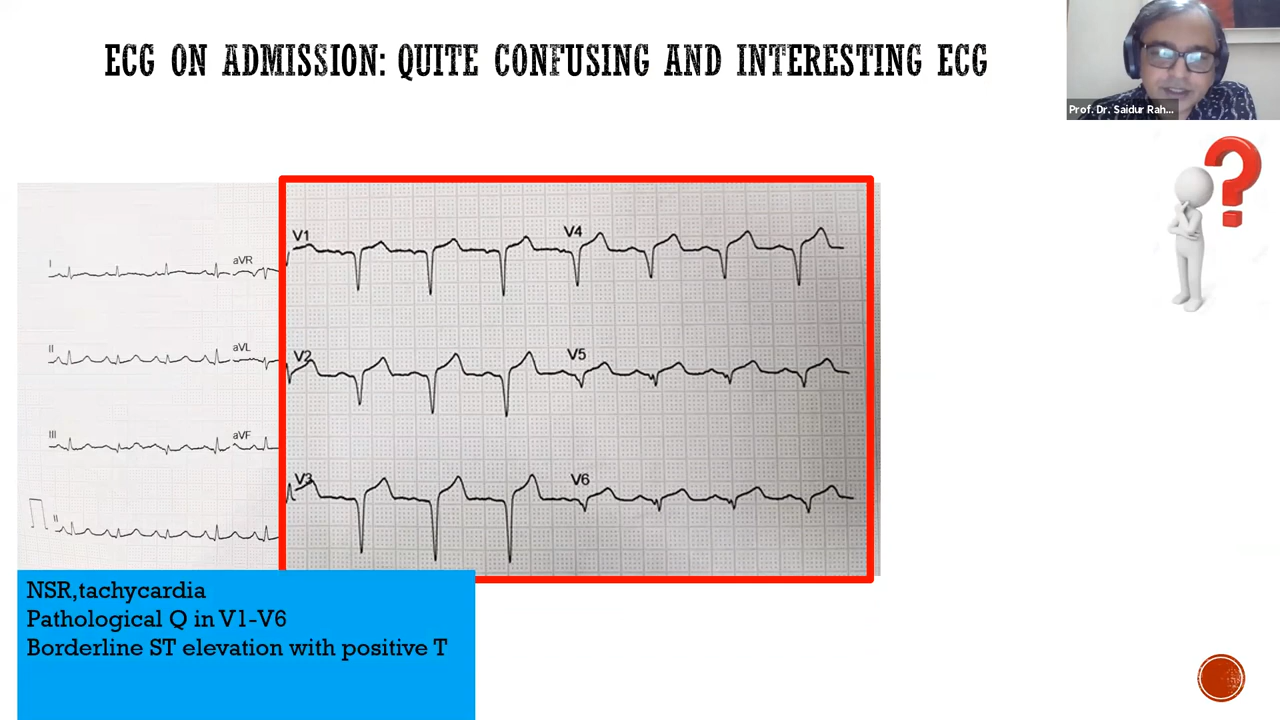 ECG ON ADMISSION: QUITE CONFUSING AND INTERESTING ECG
Prof. Dr. Saidur Rah...
I aVR
II aVL
III aVF
II
V1 V4
V2 V5
V3 V6
NSR,tachycardia
Pathological Q in V1-V6
Borderline ST elevation with positive T